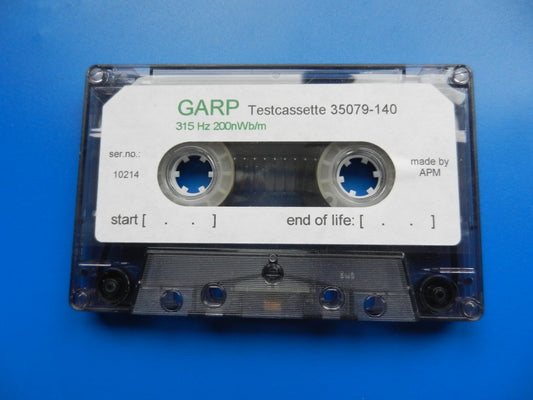 GARP Testcassette 35079-140
315 Hz 200nWb/m
ser.no.:
10214
made by
APM
start [ . . ]
end of life: [ . . ]